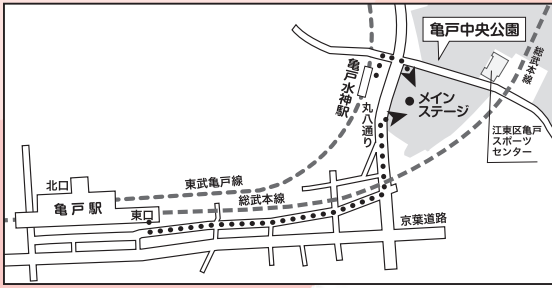 亀戸中央公園
総武本線
亀戸水神駅
丸八通り
メイン
ステージ
江東区亀戸
スポーツ
センター
東武亀戸線
北口
亀戸駅
東口
総武本線
京葉道路